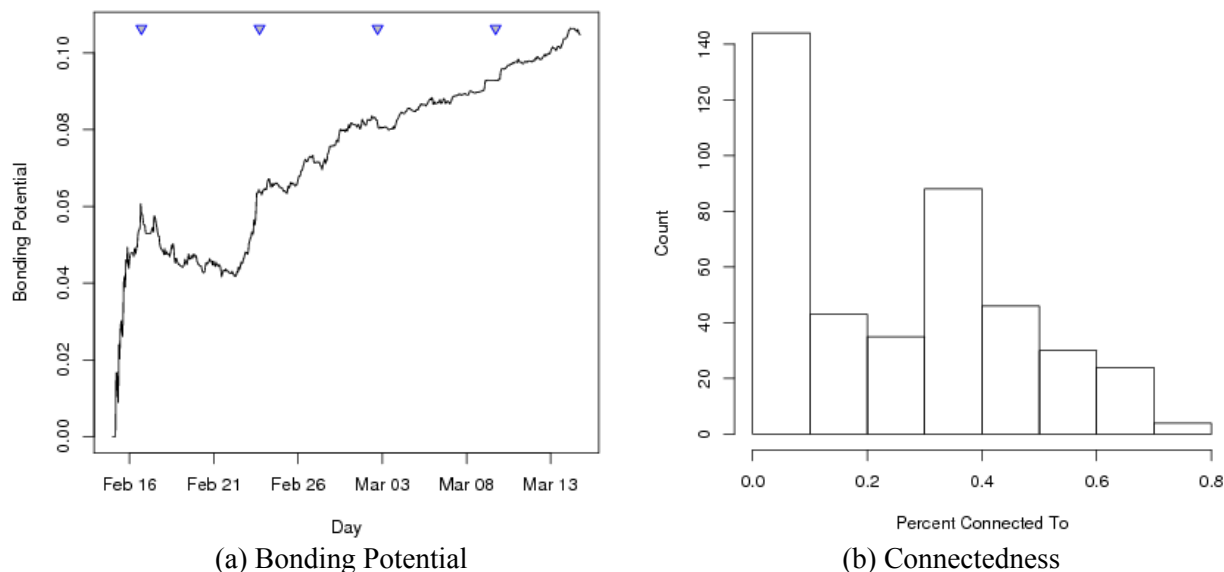 0.00 0.02 0.04 0.06 0.08 0.10
Bonding Potential
Feb 16 Feb 21 Feb 26 Mar 03 Mar 08 Mar 13
Day
(a) Bonding Potential
0 20 40 60 80 100 120 140
Count
0.0 0.2 0.4 0.6 0.8
Percent Connected To
(b) Connectedness